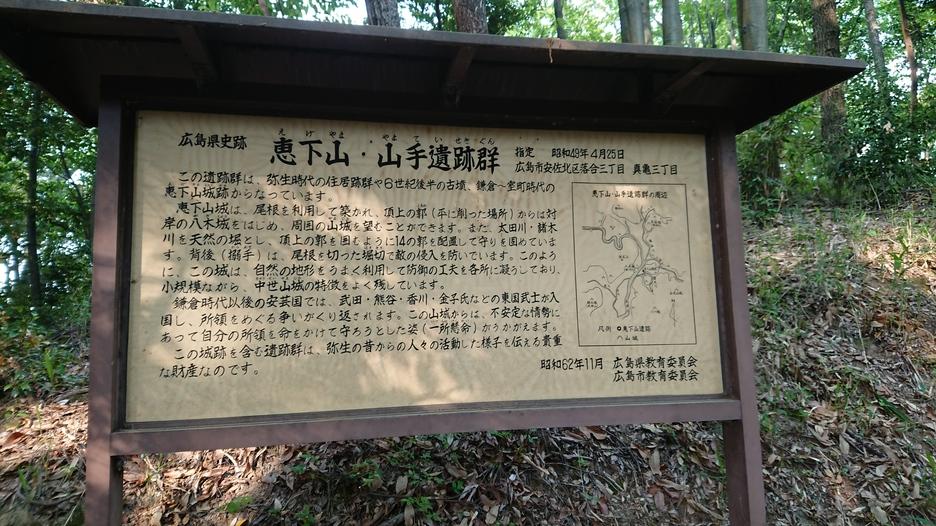 広島県史跡
えげやま やまていせきぐん
恵下山・山手遺跡群
指定 昭和49年4月25日
広島市安佐北区落合三丁目 真亀三丁目
この遺跡群は、弥生時代の住居跡群や6世紀後半の古墳、鎌倉～室町時代の
恵下山城跡からなっています。
恵下山城は、尾根を利用して築かれ、頂上の郭(平に削った場所)からは対
岸の八木城をはじめ、周囲の山城を望むことができます。また、太田川・諸木
川を天然の堀とし、頂上の郭を囲むように14の郭を配置して守りを固めていま
す。背後(搦手)は、尾根を切った堀切で敵の侵入を防いでいます。このよう
に、この城は、自然の地形をうまく利用して防御の工夫を各所に凝らしており、
小規模ながら、中世山城の特徴をよく残しています。
鎌倉時代以後の安芸国では、武田・熊谷・香川・金子氏などの東国武士が入
国し、所領をめぐる争いがくり返されます。この山城からは、不安定な情勢に
あって自分の所領を命をかけて守ろうとした姿(一所懸命)がうかがえます。
この城跡を含む遺跡群は、弥生の昔からの人々の活動した様子を伝える貴重
な財産なのです。
恵下山・山手遺跡群の周辺
凡例 恵下山遺跡
山城
昭和62年11月 広島県教育委員会
広島市教育委員会